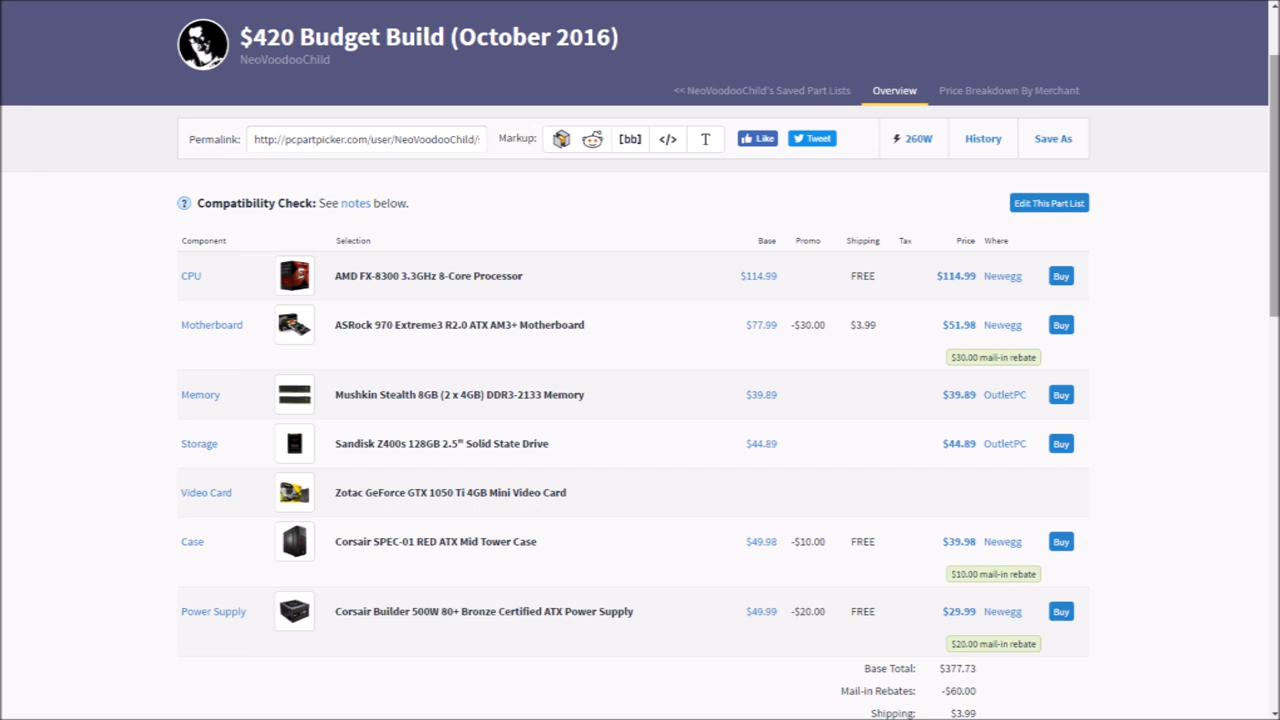 $420 Budget Build (October 2016)
NeoVoodooChild
<< NeoVoodooChild's Saved Part Lists Overview Price Breakdown By Merchant
Permalink: http://pcpartpicker.com/user/NeoVoodooChild/ Markup: [bb] </> T Like Tweet 260W History Save As
? Compatibility Check: See notes below. Edit This Part List
Component Selection Base Promo Shipping Tax Price Where
CPU AMD FX-8300 3.3GHz 8-Core Processor $114.99 FREE $114.99 Newegg Buy
Motherboard ASRock 970 Extreme3 R2.0 ATX AM3+ Motherboard $77.99 -$30.00 $3.99 $51.98 Newegg Buy
$30.00 mail-in rebate
Memory Mushkin Stealth 8GB (2 x 4GB) DDR3-2133 Memory $39.89 $39.89 OutletPC Buy
Storage Sandisk Z400s 128GB 2.5" Solid State Drive $44.89 $44.89 OutletPC Buy
Video Card Zotac GeForce GTX 1050 Ti 4GB Mini Video Card
Case Corsair SPEC-01 RED ATX Mid Tower Case $49.98 -$10.00 FREE $39.98 Newegg Buy
$10.00 mail-in rebate
Power Supply Corsair Builder 500W 80+ Bronze Certified ATX Power Supply $49.99 -$20.00 FREE $29.99 Newegg Buy
$20.00 mail-in rebate
Base Total: $377.73
Mail-in Rebates: -$60.00
Shipping: $3.99